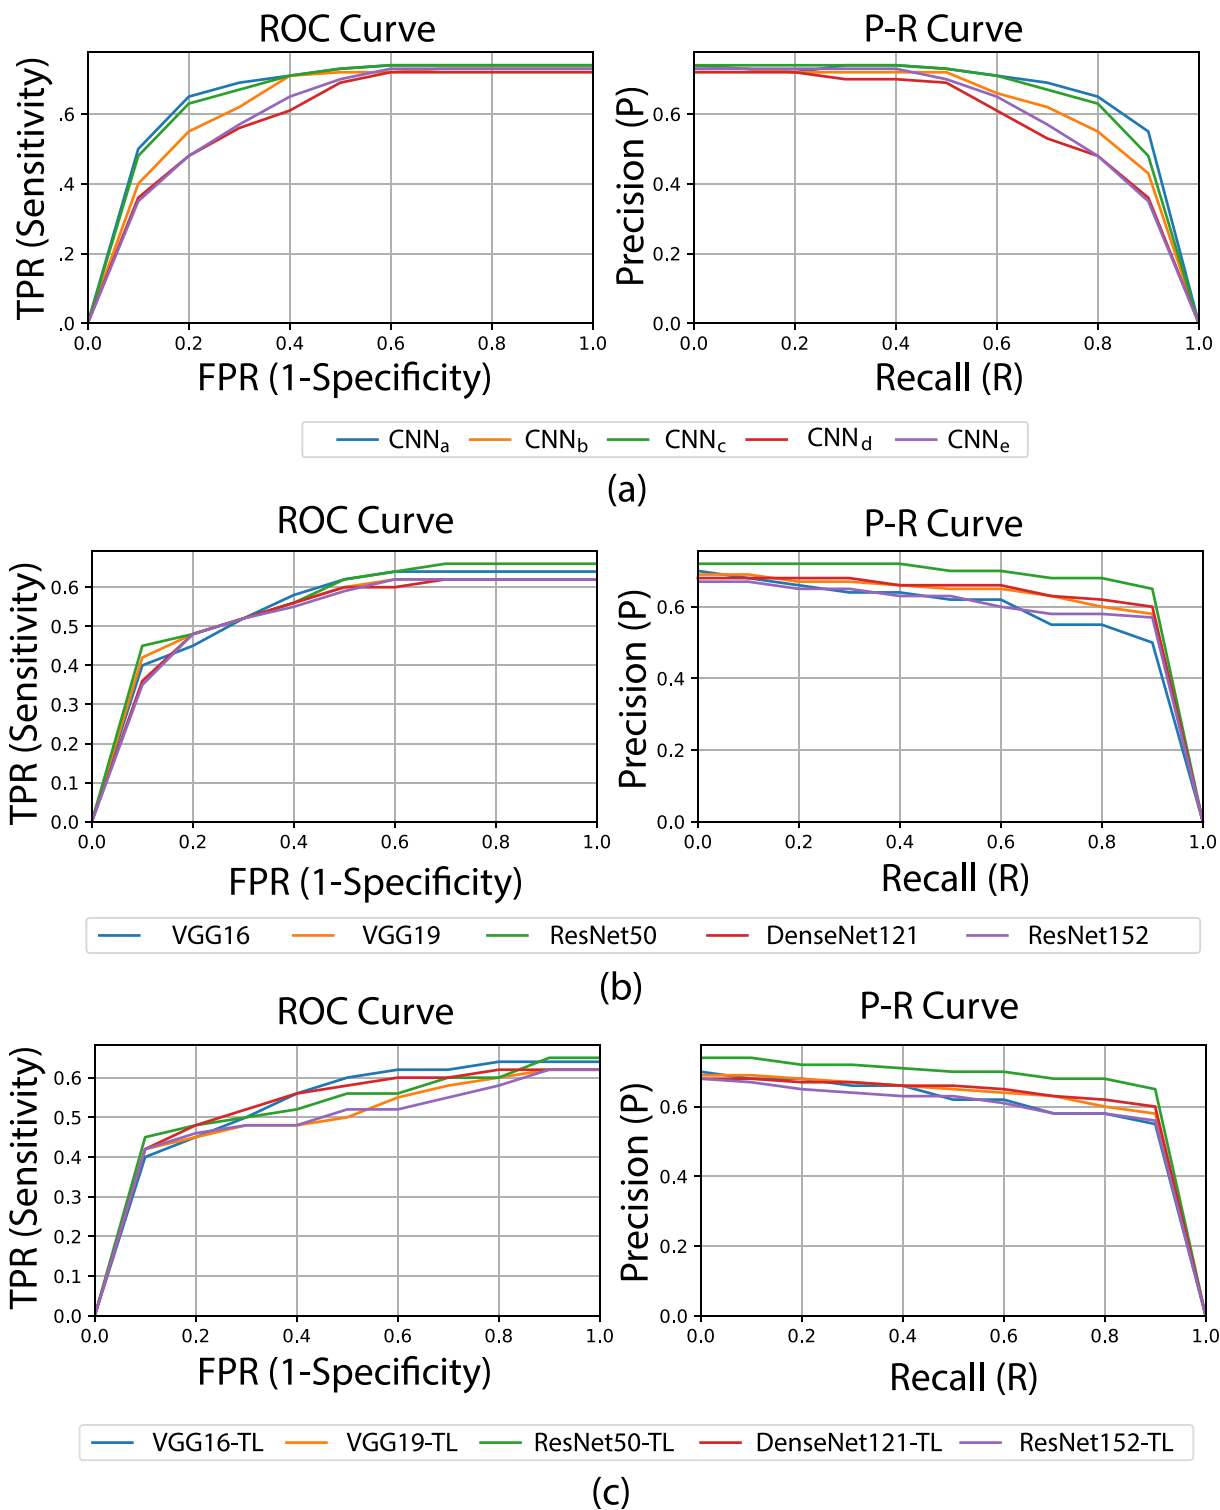 ROC Curve
P-R Curve
TPR (Sensitivity)
.6
.4
.2
.0
0.0 0.2 0.4 0.6 0.8 1.0
FPR (1-Specificity)
Precision (P)
0.6
0.4
0.2
0.0
0.0 0.2 0.4 0.6 0.8 1.0
Recall (R)
CNNa CNNb CNNc CNNd CNNe
(a)
ROC Curve
P-R Curve
TPR (Sensitivity)
0.6
0.5
0.4
0.3
0.2
0.1
0.0
0.0 0.2 0.4 0.6 0.8 1.0
FPR (1-Specificity)
Precision (P)
0.6
0.4
0.2
0.0
0.0 0.2 0.4 0.6 0.8 1.0
Recall (R)
VGG16 VGG19 ResNet50 DenseNet121 ResNet152
(b)
ROC Curve
P-R Curve
TPR (Sensitivity)
0.6
0.5
0.4
0.3
0.2
0.1
0.0
0.0 0.2 0.4 0.6 0.8 1.0
FPR (1-Specificity)
Precision (P)
0.6
0.4
0.2
0.0
0.0 0.2 0.4 0.6 0.8 1.0
Recall (R)
VGG16-TL VGG19-TL ResNet50-TL DenseNet121-TL ResNet152-TL
(c)